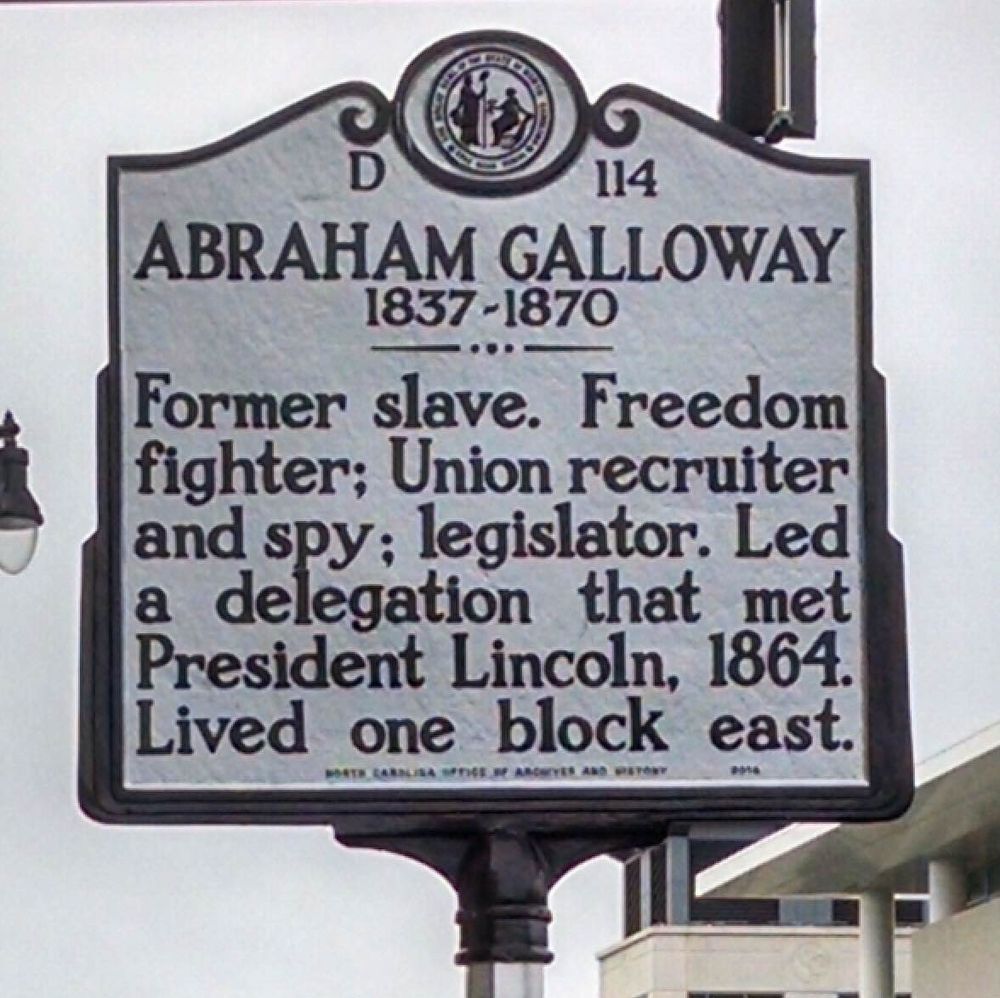 D 114
ABRAHAM GALLOWAY
1837-1870
Former slave. Freedom
fighter; Union recruiter
and spy; legislator. Led
a delegation that met
President Lincoln, 1864.
Lived one block east.
NORTH CAROLINA OFFICE OF ARCHIVES AND HISTORY